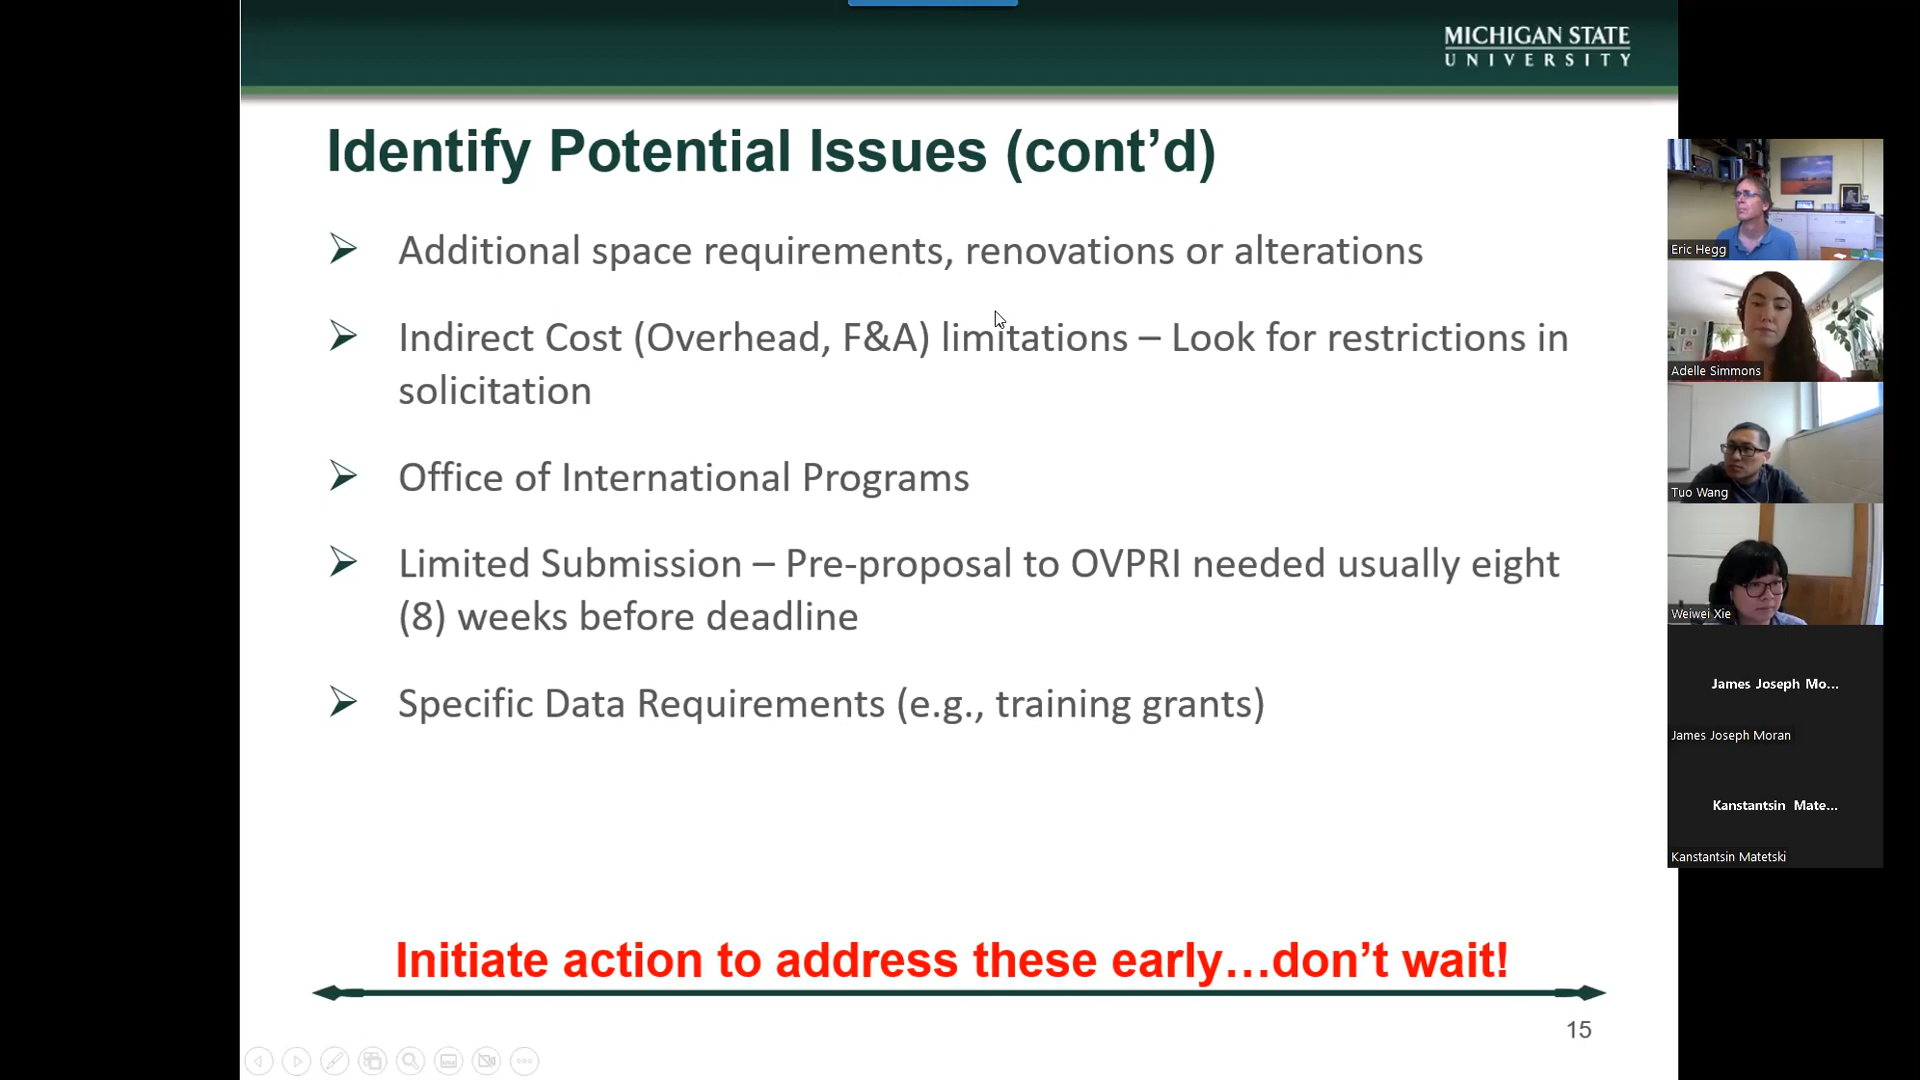 MICHIGAN STATE
UNIVERSITY
Identify Potential Issues (cont’d)
Additional space requirements, renovations or alterations
Indirect Cost (Overhead, F&A) limitations – Look for restrictions in
solicitation
Office of International Programs
Limited Submission – Pre-proposal to OVPRI needed usually eight
(8) weeks before deadline
Specific Data Requirements (e.g., training grants)
Initiate action to address these early…don’t wait!
15
Eric Hegg
Adelle Simmons
Tuo Wang
Weiwei Xie
James Joseph Mo...
James Joseph Moran
Kanstantsin Mate...
Kanstantsin Matetski